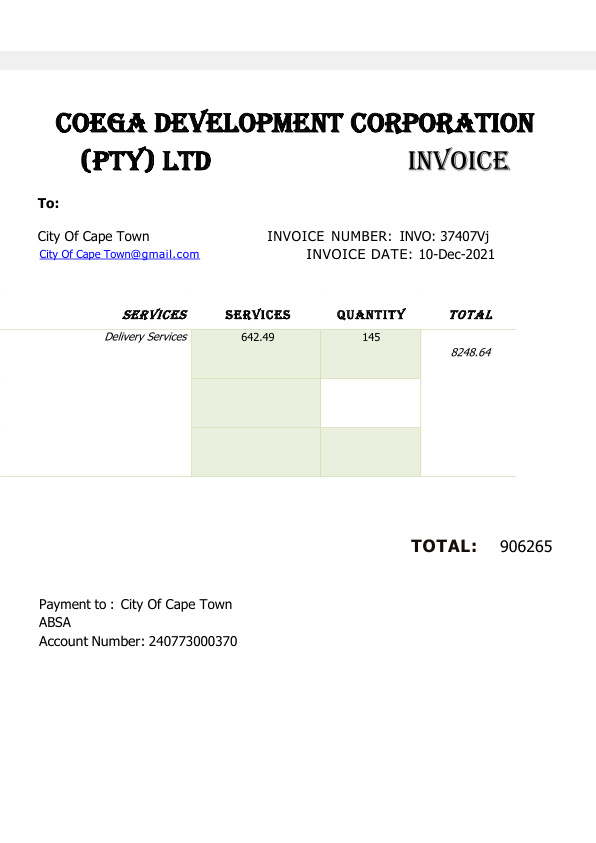 COEGA DEVELOPMENT CORPORATION
(PTY) LTD INVOICE
To:
City Of Cape Town INVOICE NUMBER: INVO: 37407Vj
City Of Cape Town@gmail.com INVOICE DATE: 10-Dec-2021
SERVICES SERVICES QUANTITY TOTAL
Delivery Services 642.49 145
8248.64
TOTAL: 906265
Payment to : City Of Cape Town
ABSA
Account Number: 240773000370